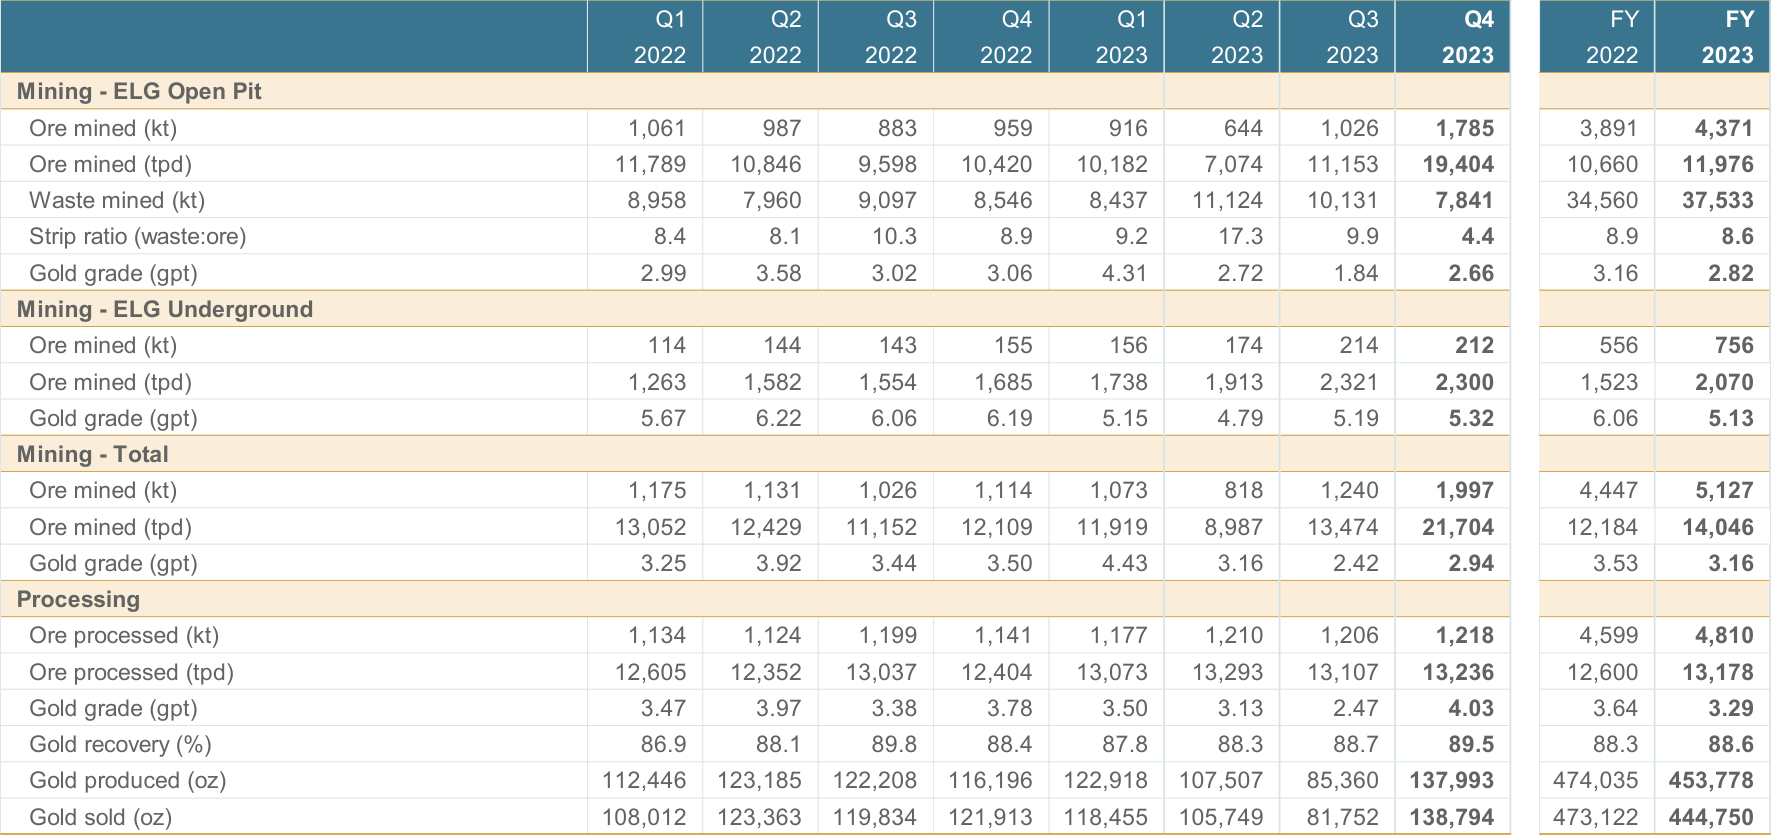 Q1 Q2 Q3 Q4 Q1 Q2 Q3 Q4 FY FY
2022 2022 2022 2022 2023 2023 2023 2023 2022 2023
Mining - ELG Open Pit
Ore mined (kt) 1,061 987 883 959 916 644 1,026 1,785 3,891 4,371
Ore mined (tpd) 11,789 10,846 9,598 10,420 10,182 7,074 11,153 19,404 10,660 11,976
Waste mined (kt) 8,958 7,960 9,097 8,546 8,437 11,124 10,131 7,841 34,560 37,533
Strip ratio (waste:ore) 8.4 8.1 10.3 8.9 9.2 17.3 9.9 4.4 8.9 8.6
Gold grade (gpt) 2.99 3.58 3.02 3.06 4.31 2.72 1.84 2.66 3.16 2.82
Mining - ELG Underground
Ore mined (kt) 114 144 143 155 156 174 214 212 556 756
Ore mined (tpd) 1,263 1,582 1,554 1,685 1,738 1,913 2,321 2,300 1,523 2,070
Gold grade (gpt) 5.67 6.22 6.06 6.19 5.15 4.79 5.19 5.32 6.06 5.13
Mining - Total
Ore mined (kt) 1,175 1,131 1,026 1,114 1,073 818 1,240 1,997 4,447 5,127
Ore mined (tpd) 13,052 12,429 11,152 12,109 11,919 8,987 13,474 21,704 12,184 14,046
Gold grade (gpt) 3.25 3.92 3.44 3.50 4.43 3.16 2.42 2.94 3.53 3.16
Processing
Ore processed (kt) 1,134 1,124 1,199 1,141 1,177 1,210 1,206 1,218 4,599 4,810
Ore processed (tpd) 12,605 12,352 13,037 12,404 13,073 13,293 13,107 13,236 12,600 13,178
Gold grade (gpt) 3.47 3.97 3.38 3.78 3.50 3.13 2.47 4.03 3.64 3.29
Gold recovery (%) 86.9 88.1 89.8 88.4 87.8 88.3 88.7 89.5 88.3 88.6
Gold produced (oz) 112,446 123,185 122,208 116,196 122,918 107,507 85,360 137,993 474,035 453,778
Gold sold (oz) 108,012 123,363 119,834 121,913 118,455 105,749 81,752 138,794 473,122 444,750